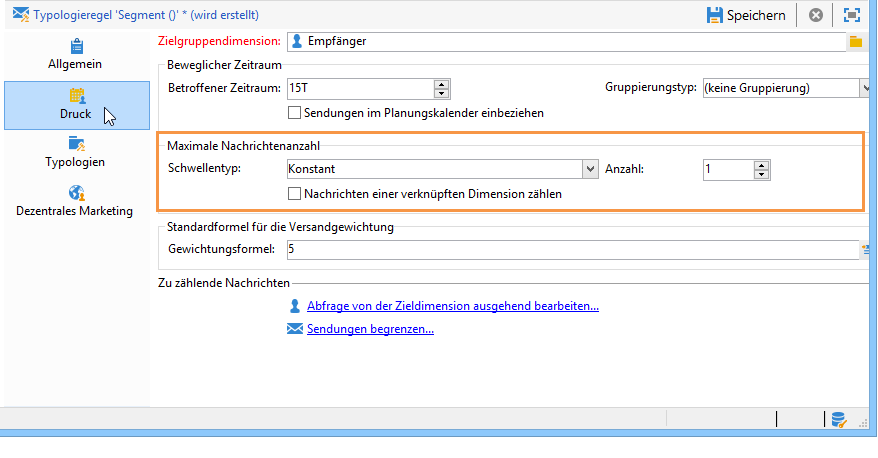 Typologieregel 'Segment ()' * (wird erstellt)
Speichern
Allgemein
Druck
Typologien
Dezentrales Marketing
Zielgruppendimension: Empfänger
Beweglicher Zeitraum
Betroffener Zeitraum: 15T Gruppierungstyp: (keine Gruppierung)
Sendungen im Planungskalender einbeziehen
Maximale Nachrichtenanzahl
Schwellentyp: Konstant Anzahl: 1
Nachrichten einer verknüpften Dimension zählen
Standardformel für die Versandgewichtung
Gewichtungsformel: 5
Zu zählende Nachrichten
Abfrage von der Zieldimension ausgehend bearbeiten...
Sendungen begrenzen...